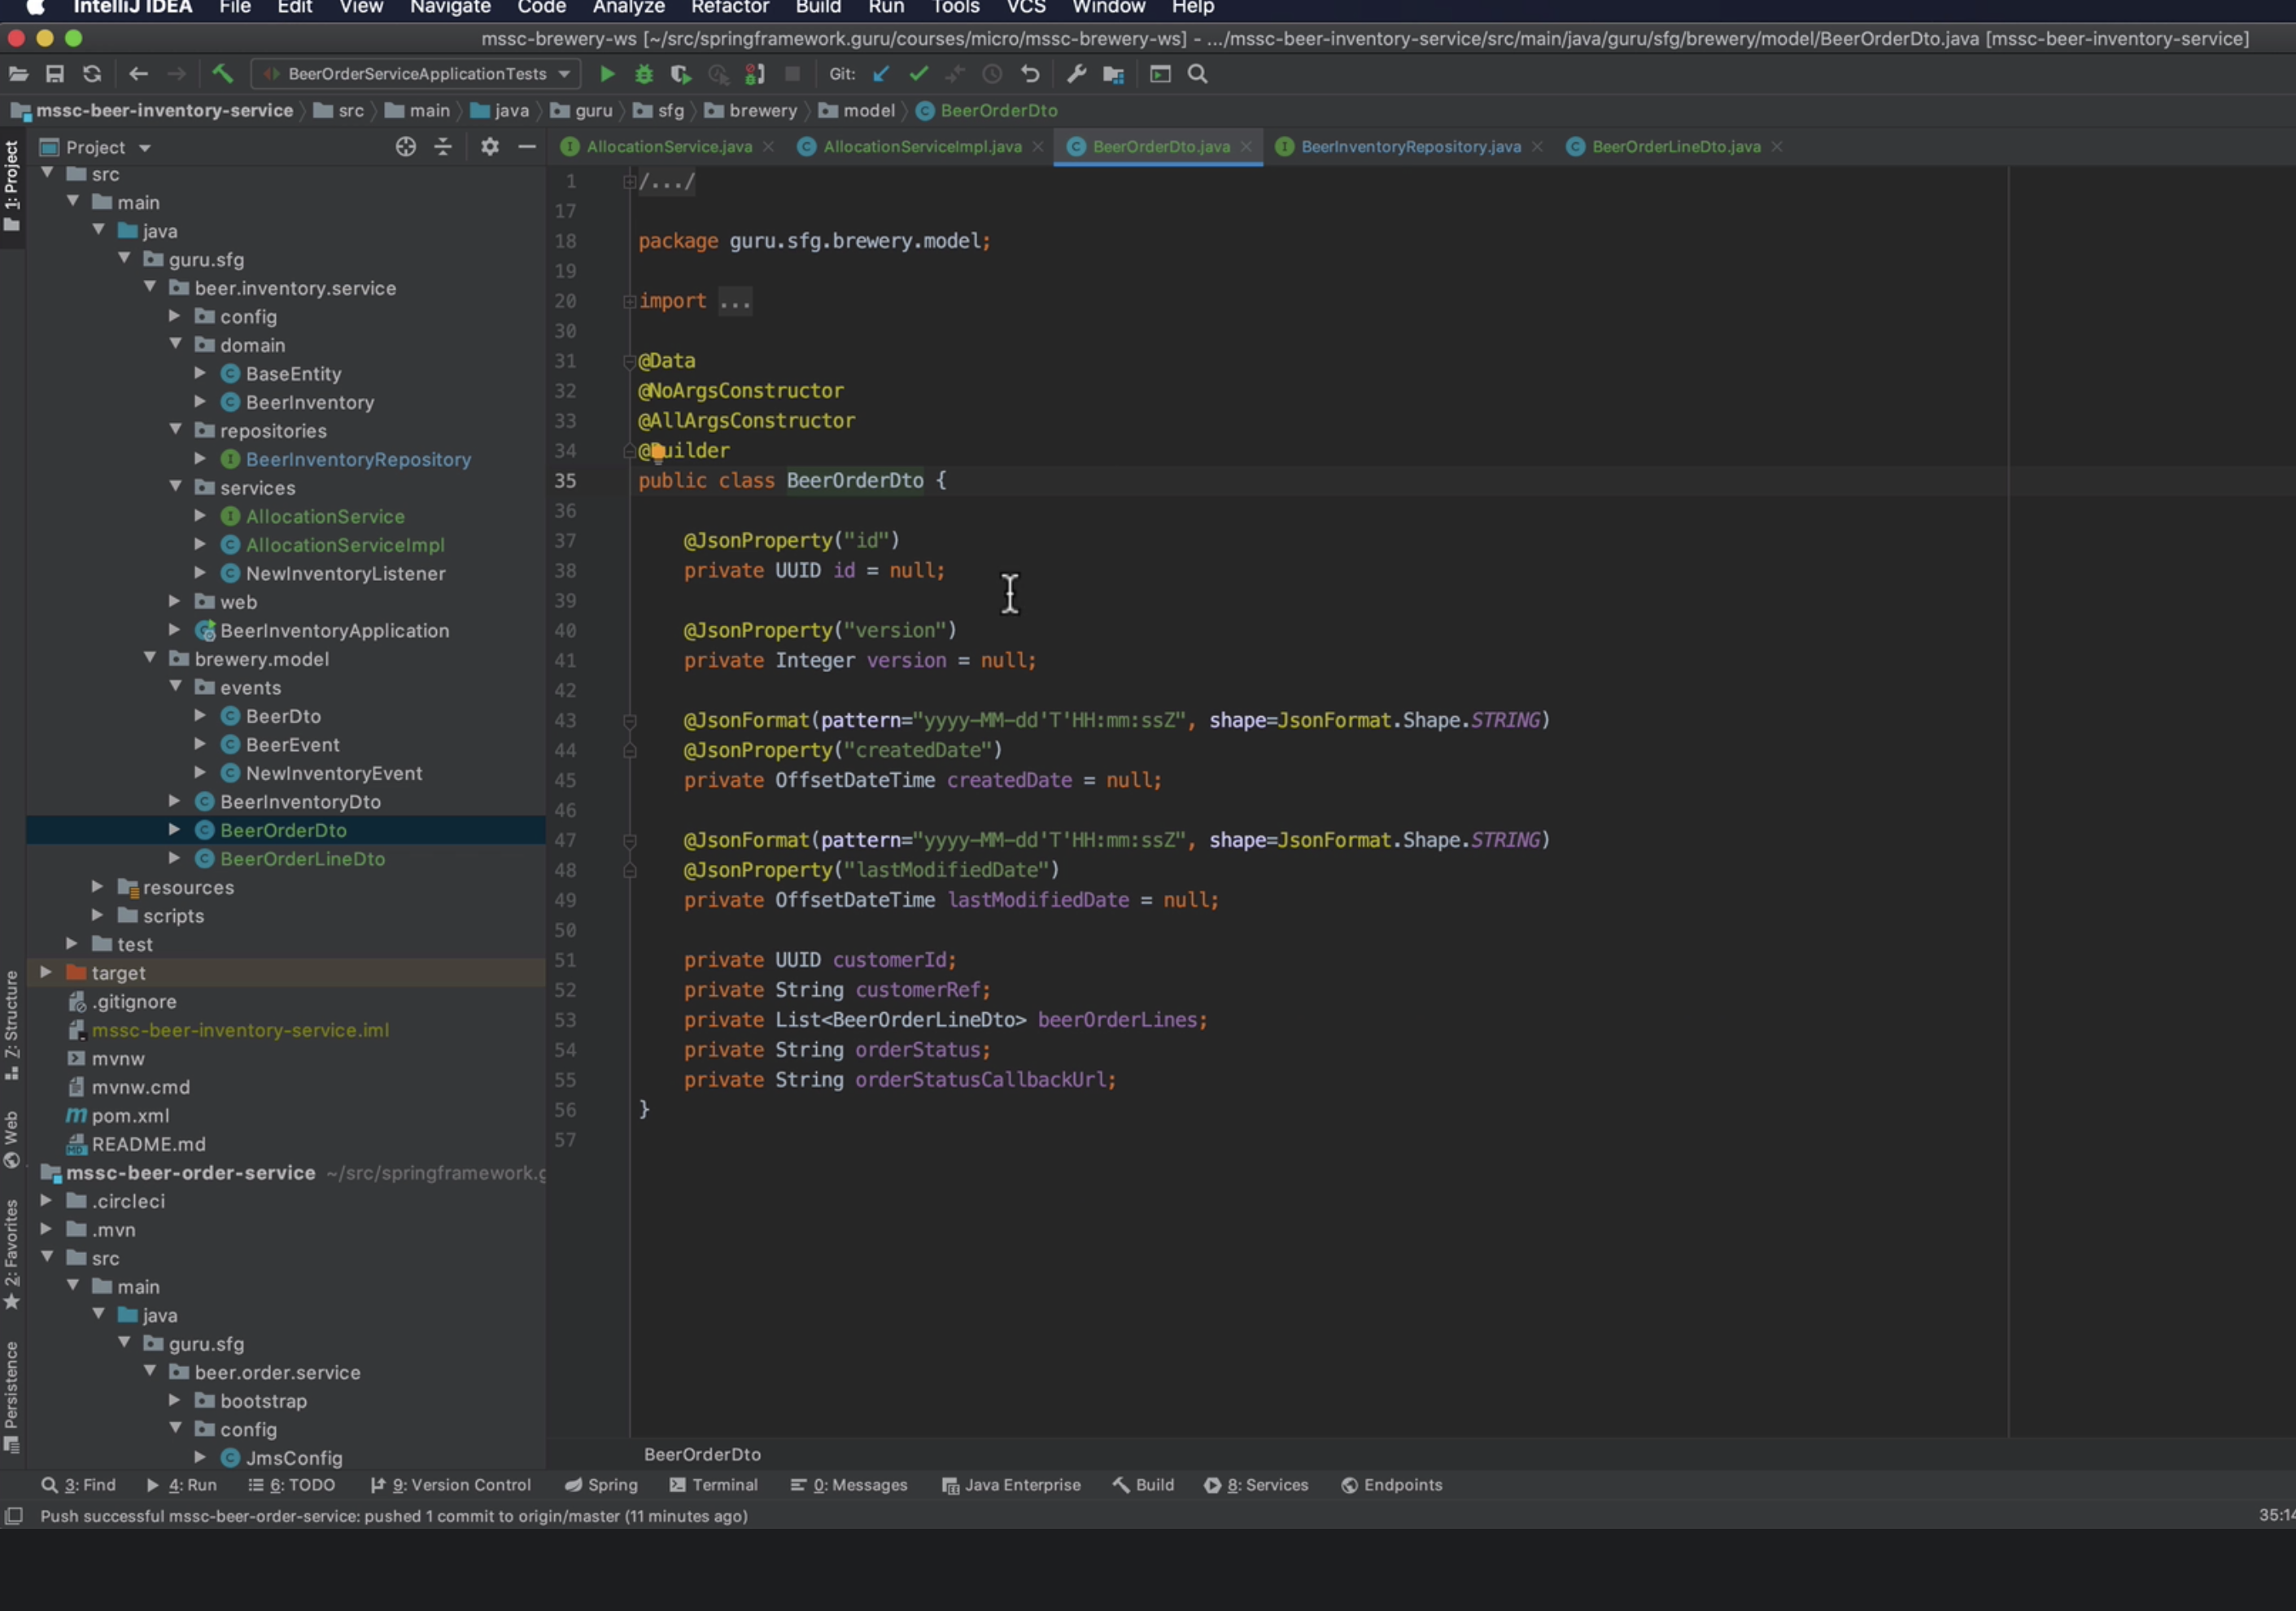 IntelliJ IDEA File Edit View Navigate Code Analyze Refactor Build Run Tools VCS Window Help
mssc-brewery-ws [~/src/springframework.guru/courses/micro/mssc-brewery-ws] - .../mssc-beer-inventory-service/src/main/java/guru/sfg/brewery/model/BeerOrderDto.java [mssc-beer-inventory-service]
BeerOrderServiceApplicationTests Git:
mssc-beer-inventory-service src main java guru sfg brewery model BeerOrderDto
1: Project
Z: Structure
Web
2: Favorites
Persistence
Project
src
main
java
guru.sfg
beer.inventory.service
config
domain
BaseEntity
BeerInventory
repositories
BeerInventoryRepository
services
AllocationService
AllocationServiceImpl
NewInventoryListener
web
BeerInventoryApplication
brewery.model
events
BeerDto
BeerEvent
NewInventoryEvent
BeerInventoryDto
BeerOrderDto
BeerOrderLineDto
resources
scripts
test
target
.gitignore
mssc-beer-inventory-service.iml
mvnw
mvnw.cmd
pom.xml
README.md
mssc-beer-order-service ~/src/springframework.g
.circleci
.mvn
src
main
java
guru.sfg
beer.order.service
bootstrap
config
JmsConfig
AllocationService.java AllocationServiceImpl.java BeerOrderDto.java BeerInventoryRepository.java BeerOrderLineDto.java
1 /.../
17
18 package guru.sfg.brewery.model;
19
20 import ...
30
31 @Data
32 @NoArgsConstructor
33 @AllArgsConstructor
34 @Builder
35 public class BeerOrderDto {
36
37 @JsonProperty("id")
38 private UUID id = null;
39
40 @JsonProperty("version")
41 private Integer version = null;
42
43 @JsonFormat(pattern="yyyy-MM-dd'T'HH:mm:ssZ", shape=JsonFormat.Shape.STRING)
44 @JsonProperty("createdDate")
45 private OffsetDateTime createdDate = null;
46
47 @JsonFormat(pattern="yyyy-MM-dd'T'HH:mm:ssZ", shape=JsonFormat.Shape.STRING)
48 @JsonProperty("lastModifiedDate")
49 private OffsetDateTime lastModifiedDate = null;
50
51 private UUID customerId;
52 private String customerRef;
53 private List<BeerOrderLineDto> beerOrderLines;
54 private String orderStatus;
55 private String orderStatusCallbackUrl;
56 }
57
BeerOrderDto
3: Find 4: Run 6: TODO 9: Version Control Spring Terminal 0: Messages Java Enterprise Build 8: Services Endpoints
Push successful mssc-beer-order-service: pushed 1 commit to origin/master (11 minutes ago) 35:14